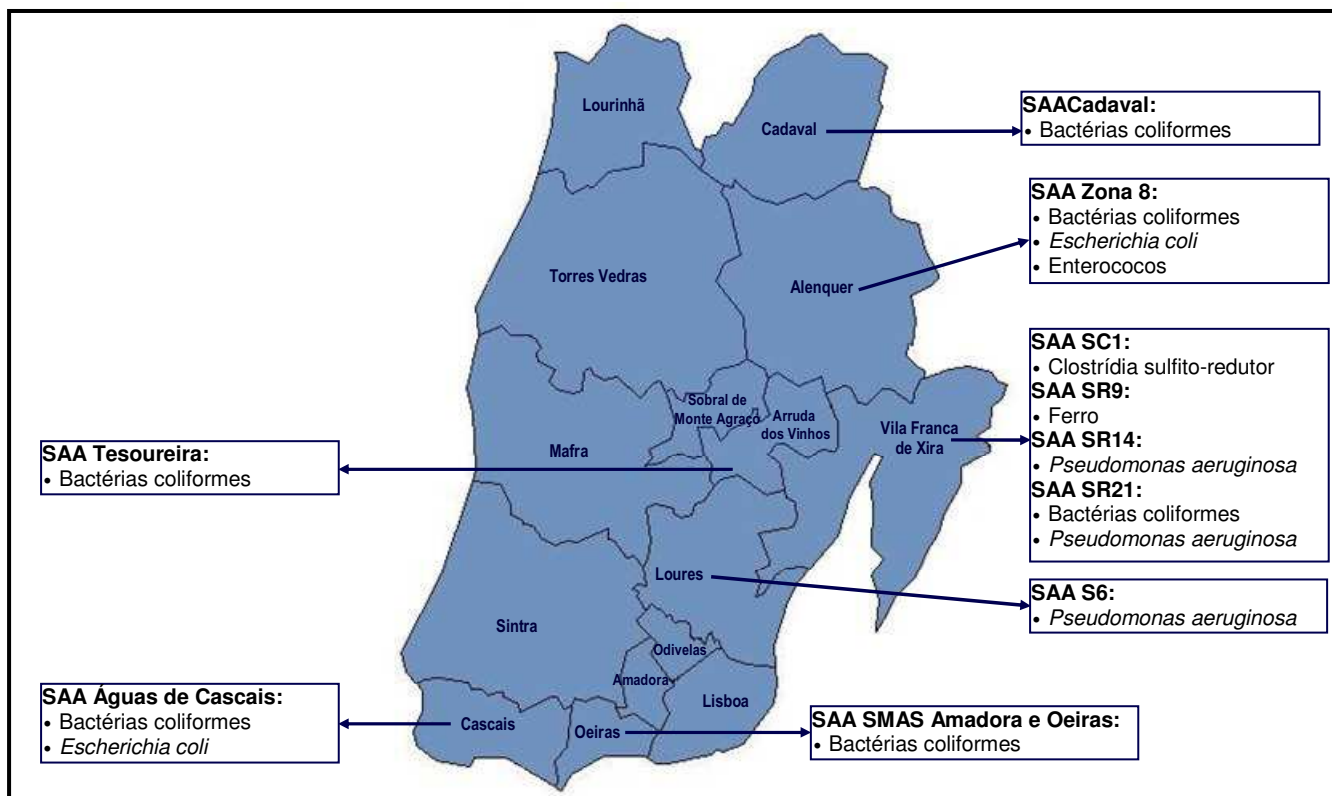 Lourinhã
Cadaval
SAACadaval:
• Bactérias coliformes
SAA Zona 8:
• Bactérias coliformes
• Escherichia coli
• Enterococos
Torres Vedras
Alenquer
SAA SC1:
• Clostrídia sulfito-redutor
SAA SR9:
• Ferro
SAA SR14:
• Pseudomonas aeruginosa
SAA SR21:
• Bactérias coliformes
• Pseudomonas aeruginosa
Sobral de
Monte Agraço
Arruda
dos Vinhos
Vila Franca
de Xira
Mafra
SAA Tesoureira:
• Bactérias coliformes
Loures
SAA S6:
• Pseudomonas aeruginosa
Sintra
Odivelas
Amadora
Lisboa
SAA Águas de Cascais:
• Bactérias coliformes
• Escherichia coli
Cascais
Oeiras
SAA SMAS Amadora e Oeiras:
• Bactérias coliformes